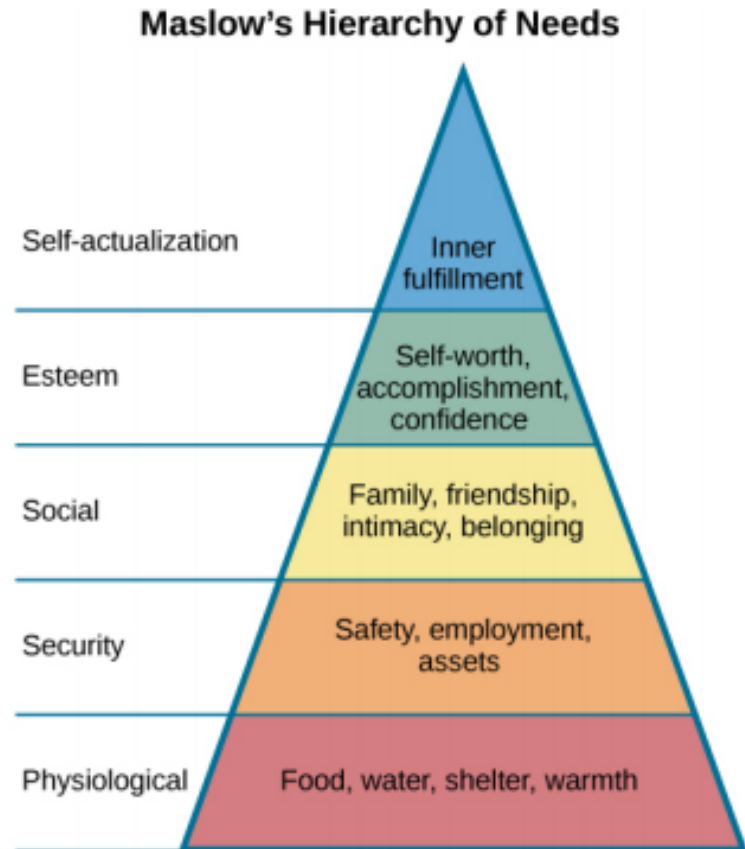 Maslow's Hierarchy of Needs
Self-actualization
Inner
fulfillment
Esteem
Self-worth,
accomplishment,
confidence
Social
Family, friendship,
intimacy, belonging
Security
Safety, employment,
assets
Physiological
Food, water, shelter, warmth